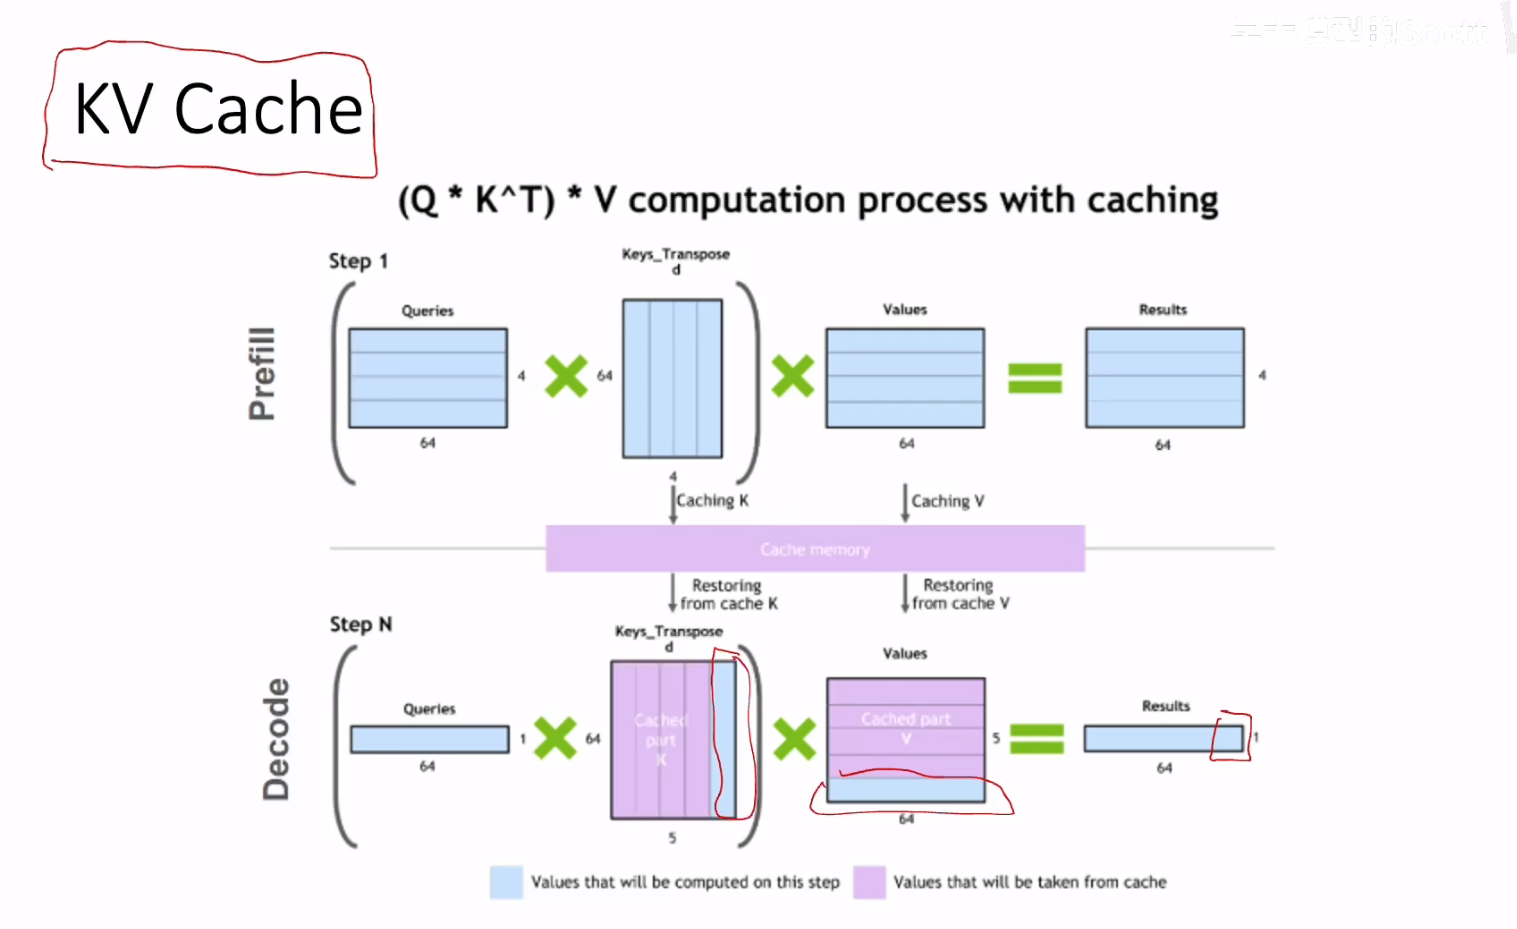 KV Cache
(Q * K^T) * V computation process with caching
Step 1
Prefill
Queries
4
64
Keys_Transpose
d
64
4
Values
64
Results
4
64
Caching K
Caching V
Cache memory
Restoring
from cache K
Restoring
from cache V
Step N
Decode
Queries
1
64
Keys_Transpose
d
64
Cached
part
K
5
Values
Cached part
V
5
64
Results
1
64
Values that will be computed on this step
Values that will be taken from cache